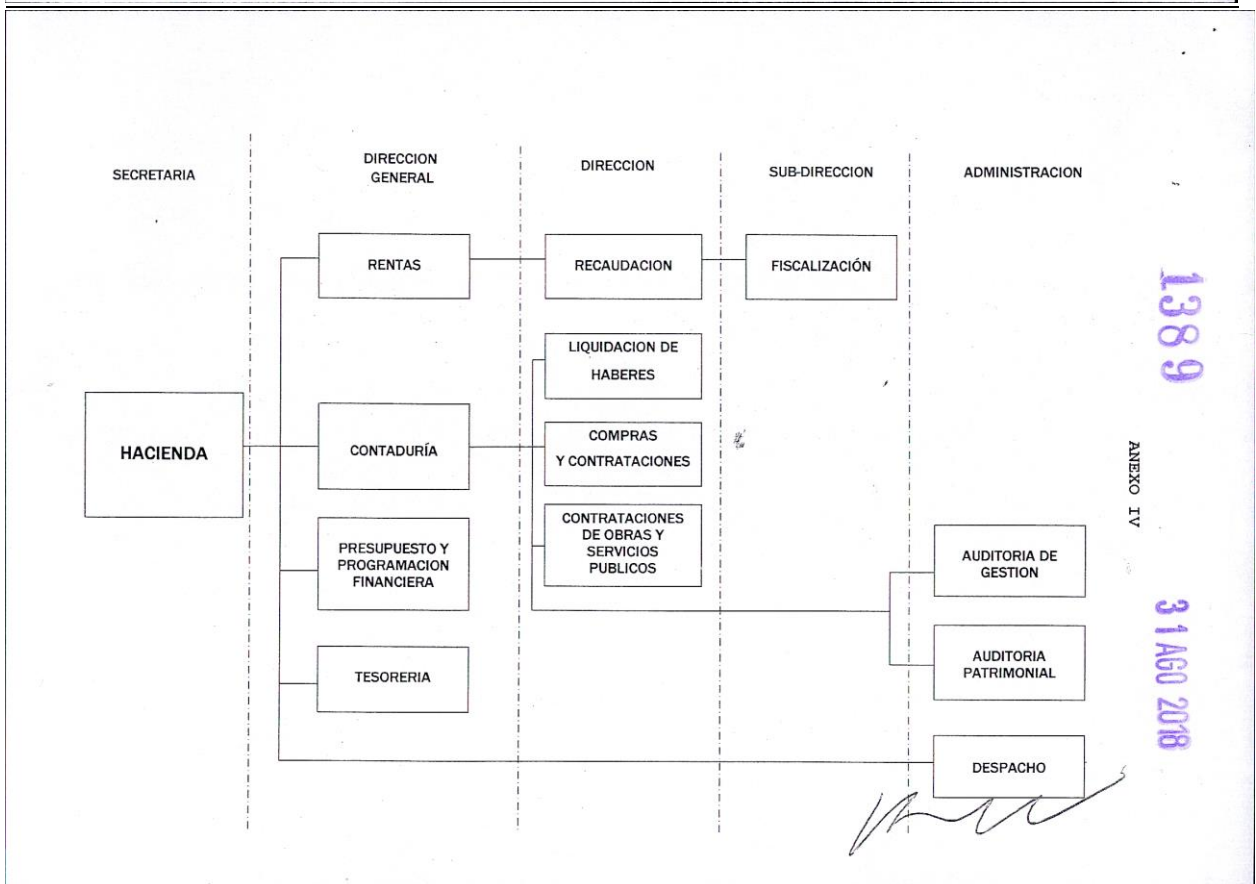 SECRETARIA
DIRECCION
GENERAL
DIRECCION
SUB-DIRECCION
ADMINISTRACION
RENTAS
RECAUDACION
FISCALIZACIÓN
LIQUIDACION DE
HABERES
HACIENDA
CONTADURÍA
COMPRAS
Y CONTRATACIONES
PRESUPUESTO Y
PROGRAMACION
FINANCIERA
CONTRATACIONES
DE OBRAS Y
SERVICIOS
PUBLICOS
AUDITORIA DE
GESTION
TESORERIA
AUDITORIA
PATRIMONIAL
DESPACHO
1389
ANEXO IV
31 AGO 2018